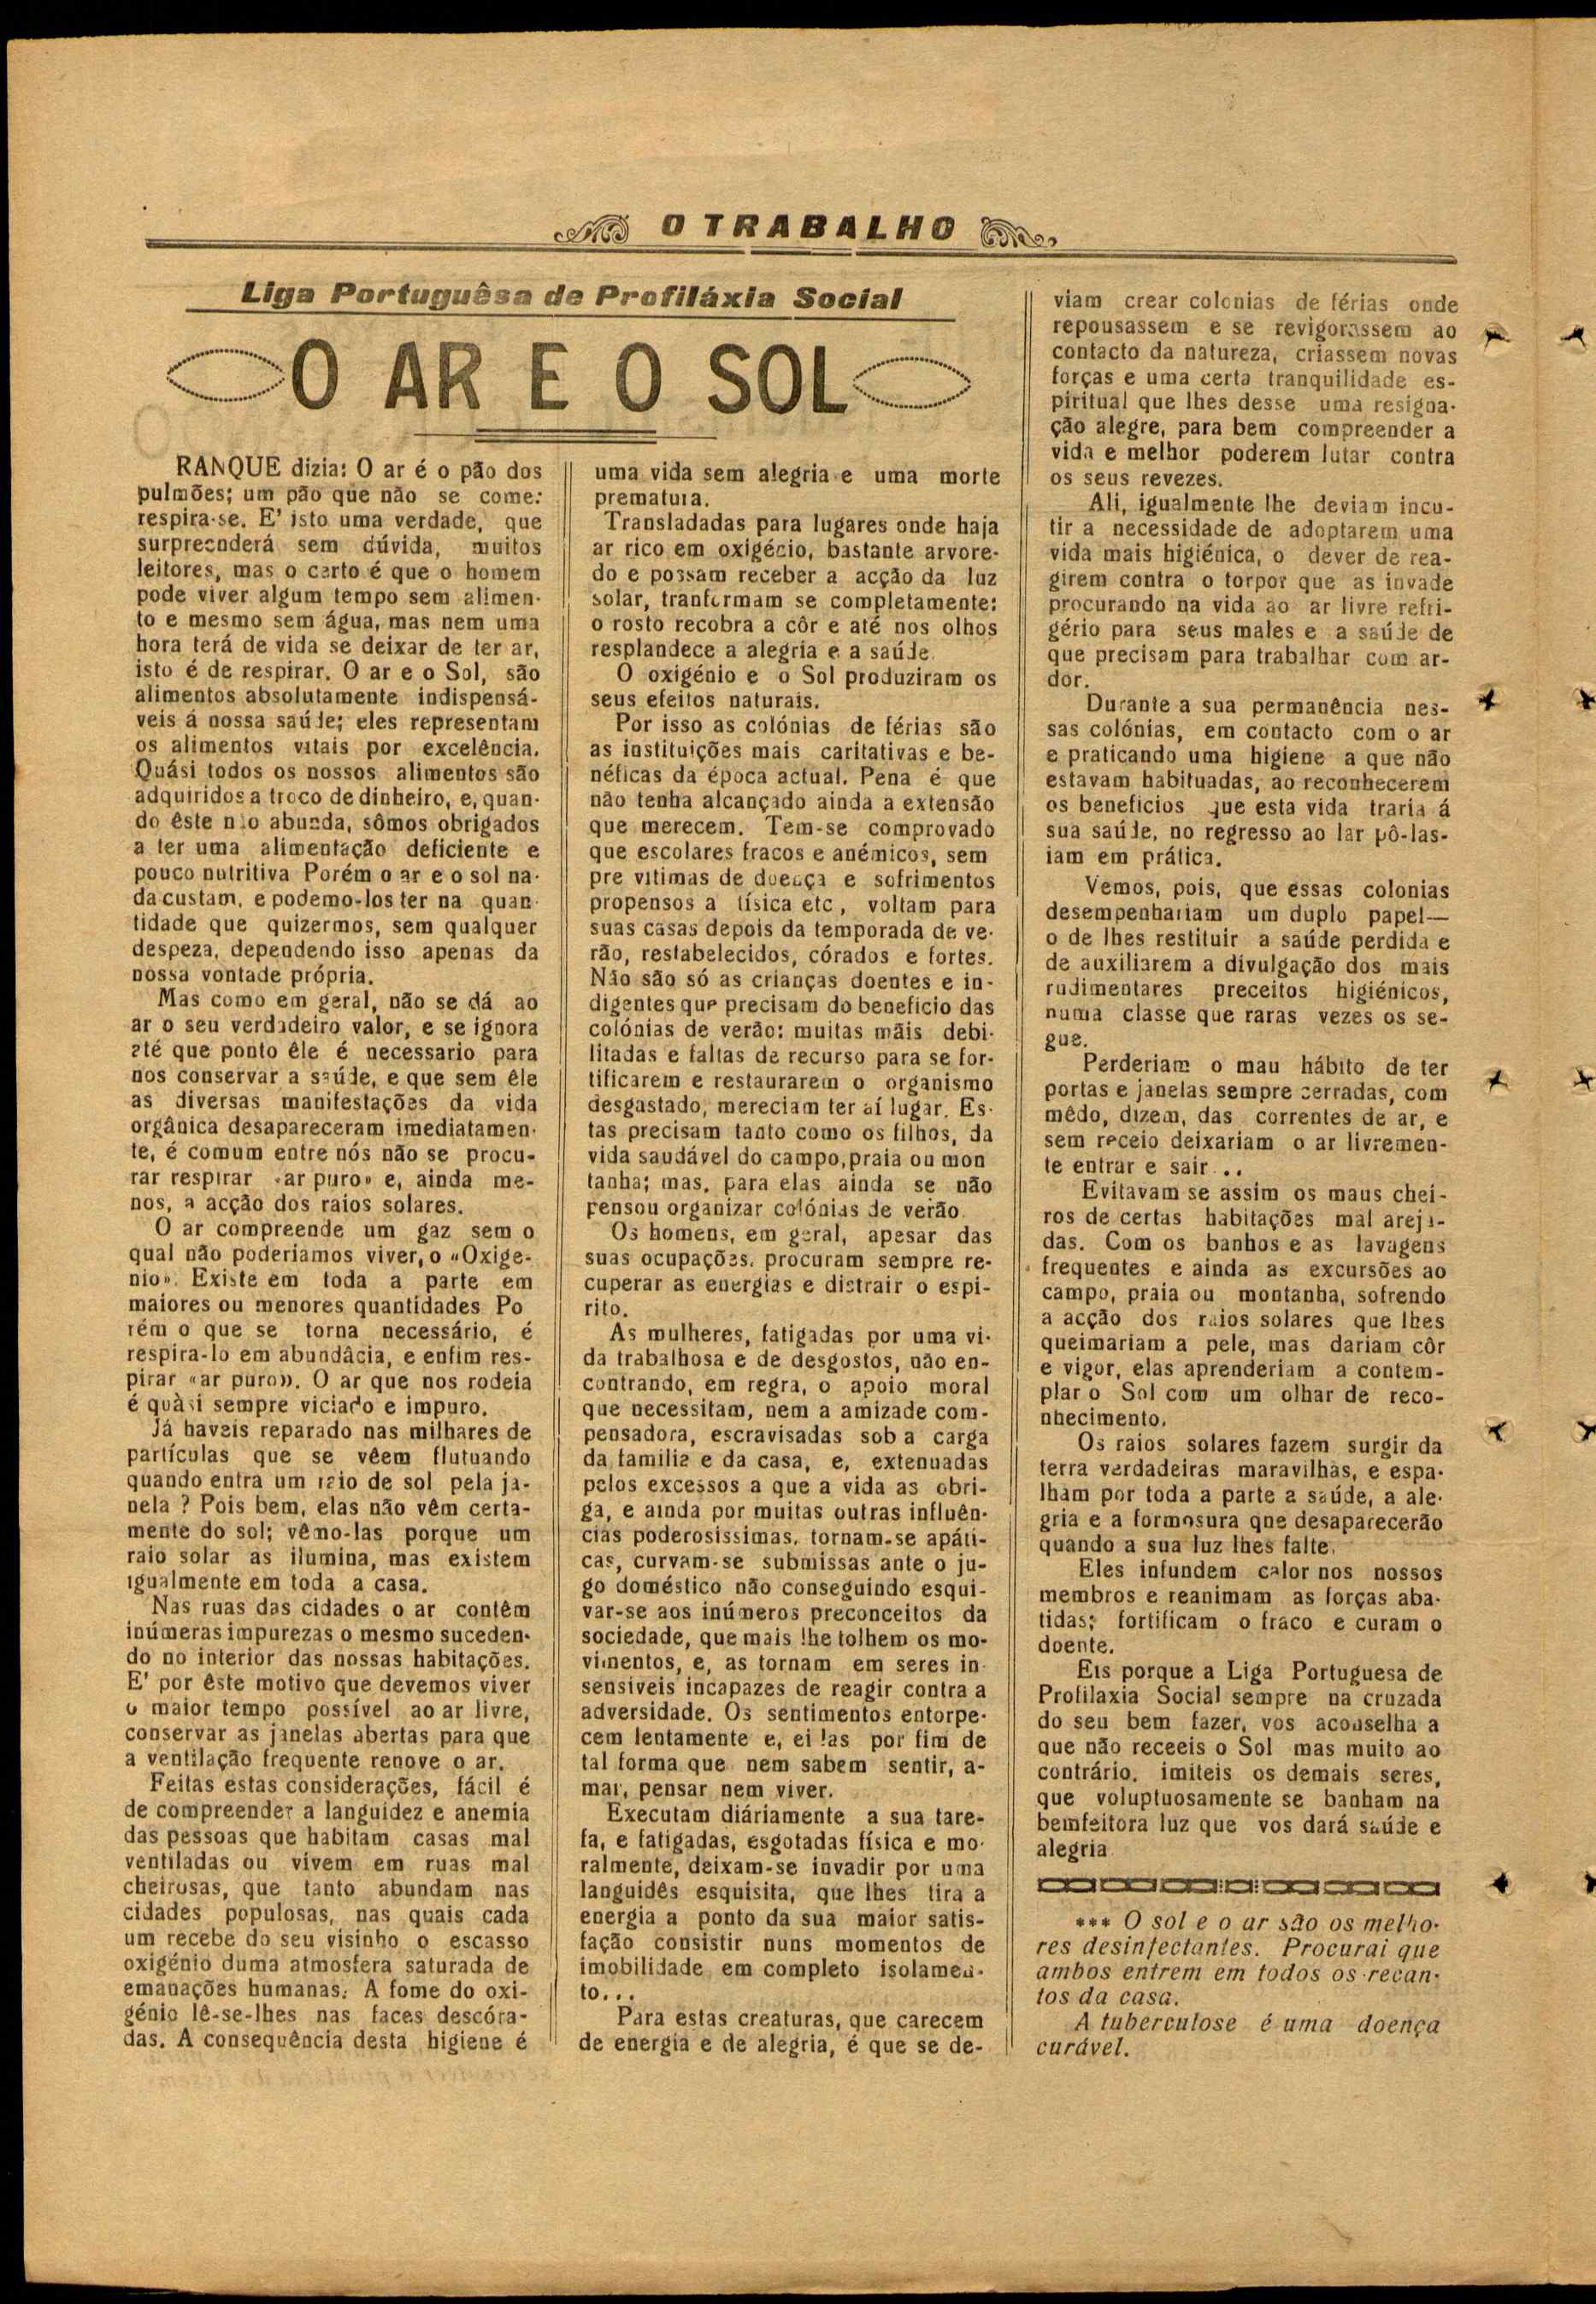 O TRABALHO
Liga Portuguêsa de Profiláxia Social
O AR E O SOL
RANQUE dizia: O ar é o pão dos
pulmões; um pão que não se come:
respira-se. E' isto uma verdade, que
surpreenderá sem dúvida, muitos
leitores, mas o certo é que o homem
pode viver algum tempo sem alimen-
to e mesmo sem água, mas nem uma
hora terá de vida se deixar de ter ar,
isto é de respirar. O ar e o Sol, são
alimentos absolutamente indispensá-
veis á nossa saúde; eles representam
os alimentos vitais por excelência.
Quási todos os nossos alimentos são
adquiridos a troco de dinheiro, e, quan-
do êste não abunda, sômos obrigados
a ter uma alimentação deficiente e
pouco nutritiva Porém o ar e o sol na-
da custam, e podemo-los ter na quan-
tidade que quizermos, sem qualquer
despeza, dependendo isso apenas da
nossa vontade própria.
Mas como em geral, não se dá ao
ar o seu verdadeiro valor, e se ignora
até que ponto êle é necessario para
nos conservar a saúde, e que sem êle
as diversas manifestações da vida
orgânica desapareceram imediatamen-
te, é comum entre nós não se procu-
rar respirar «ar puro» e, ainda me-
nos, a acção dos raios solares.
O ar compreende um gaz sem o
qual não poderiamos viver, o «Oxige-
nio». Existe em toda a parte em
maiores ou menores quantidades Po
rém o que se torna necessário, é
respira-lo em abundâcia, e enfim res-
pirar «ar puro». O ar que nos rodeia
é quàsi sempre viciado e impuro.
Já haveis reparado nas milhares de
partículas que se vêem flutuando
quando entra um raio de sol pela ja-
nela ? Pois bem, elas não vêm certa-
mente do sol; vêmo-las porque um
raio solar as ilumina, mas existem
igualmente em toda a casa.
Nas ruas das cidades o ar contêm
inúmeras impurezas o mesmo suceden-
do no interior das nossas habitações.
E' por êste motivo que devemos viver
o maior tempo possível ao ar livre,
conservar as janelas abertas para que
a ventilação frequente renove o ar.
Feitas estas considerações, fácil é
de compreender a languidez e anemia
das pessoas que habitam casas mal
ventiladas ou vivem em ruas mal
cheirosas, que tanto abundam nas
cidades populosas, nas quais cada
um recebe do seu visinho o escasso
oxigénio duma atmosfera saturada de
emanações humanas. A fome do oxi-
génio lê-se-lhes nas faces descóra-
das. A consequência desta higiene é
uma vida sem alegria e uma morte
prematura.
Transladadas para lugares onde haja
ar rico em oxigécio, bastante arvore-
do e possam receber a acção da luz
solar, tranformam se completamente:
o rosto recobra a côr e até nos olhos
resplandece a alegria e a saúde.
O oxigénio e o Sol produziram os
seus efeitos naturais.
Por isso as colónias de férias são
as instituições mais caritativas e be-
néficas da época actual. Pena é que
não tenha alcançado ainda a extensão
que merecem. Tem-se comprovado
que escolares fracos e anémicos, sem
pre vitimas de doença e sofrimentos
propensos a tísica etc, voltam para
suas casas depois da temporada de ve-
rão, restabelecidos, córados e fortes.
Não são só as crianças doentes e in-
digentes que precisam do beneficio das
colónias de verão: muitas mãis debi-
litadas e faltas de recurso para se for-
tificarem e restaurarem o organismo
desgastado, mereciam ter aí lugar. Es-
tas precisam tanto como os filhos, da
vida saudável do campo, praia ou mon
tanha; mas, para elas ainda se não
pensou organizar colónias de verão.
Os homens, em geral, apesar das
suas ocupações, procuram sempre re-
cuperar as energias e distrair o espi-
rito.
As mulheres, fatigadas por uma vi-
da trabalhosa e de desgostos, não en-
contrando, em regra, o apoio moral
que necessitam, nem a amizade com-
pensadora, escravisadas sob a carga
da familia e da casa, e, extenuadas
pelos excessos a que a vida as obri-
ga, e ainda por muitas outras influên-
cias poderosissimas, tornam-se apáti-
cas, curvam-se submissas ante o ju-
go doméstico não conseguindo esqui-
var-se aos inúmeros preconceitos da
sociedade, que mais lhe tolhem os mo-
vimentos, e, as tornam em seres in
sensiveis incapazes de reagir contra a
adversidade. Os sentimentos entorpe-
cem lentamente e, ei las por fim de
tal forma que nem sabem sentir, a-
mar, pensar nem viver.
Executam diáriamente a sua tare-
fa, e fatigadas, esgotadas física e mo-
ralmente, deixam-se invadir por uma
languidês esquisita, que lhes tira a
energia a ponto da sua maior satis-
fação consistir nuns momentos de
imobilidade em completo isolamen-
to...
Para estas creaturas, que carecem
de energia e de alegria, é que se de-
viam crear colonias de férias onde
repousassem e se revigorassem ao
contacto da natureza, criassem novas
forças e uma certa tranquilidade es-
piritual que lhes desse uma resigna-
ção alegre, para bem compreender a
vida e melhor poderem lutar contra
os seus revezes.
Ali, igualmente lhe deviam incu-
tir a necessidade de adoptarem uma
vida mais higiénica, o dever de rea-
girem contra o torpor que as invade
procurando na vida ao ar livre refri-
gério para seus males e a saúde de
que precisam para trabalhar com ar-
dor.
Durante a sua permanência nes-
sas colónias, em contacto com o ar
e praticando uma higiene a que não
estavam habituadas, ao reconhecerem
os beneficios que esta vida traria á
sua saúde, no regresso ao lar pô-las-
iam em prática.
Vemos, pois, que essas colonias
desempenhariam um duplo papel—
o de lhes restituir a saúde perdida e
de auxiliarem a divulgação dos mais
rudimentares preceitos higiénicos,
numa classe que raras vezes os se-
gue.
Perderiam o mau hábito de ter
portas e janelas sempre cerradas, com
mêdo, dizem, das correntes de ar, e
sem receio deixariam o ar livremen-
te entrar e sair...
Evitavam se assim os maus chei-
ros de certas habitações mal areja-
das. Com os banhos e as lavagens
frequentes e ainda as excursões ao
campo, praia ou montanha, sofrendo
a acção dos raios solares que lhes
queimariam a pele, mas dariam côr
e vigor, elas aprenderiam a contem-
plar o Sol com um olhar de reco-
nhecimento.
Os raios solares fazem surgir da
terra verdadeiras maravilhas, e espa-
lham por toda a parte a saúde, a ale-
gria e a formosura qne desaparecerão
quando a sua luz lhes falte.
Eles infundem calor nos nossos
membros e reanimam as forças aba-
tidas; fortificam o fraco e curam o
doente.
Eis porque a Liga Portuguesa de
Profilaxia Social sempre na cruzada
do seu bem fazer, vos aconselha a
que não receeis o Sol mas muito ao
contrário, imiteis os demais seres,
que voluptuosamente se banham na
bemfeitora luz que vos dará saúde e
alegria
*** O sol e o ar são os melho-
res desinfectantes. Procurai que
ambos entrem em todos os recan-
tos da casa.
A tuberculose é uma doença
curável.